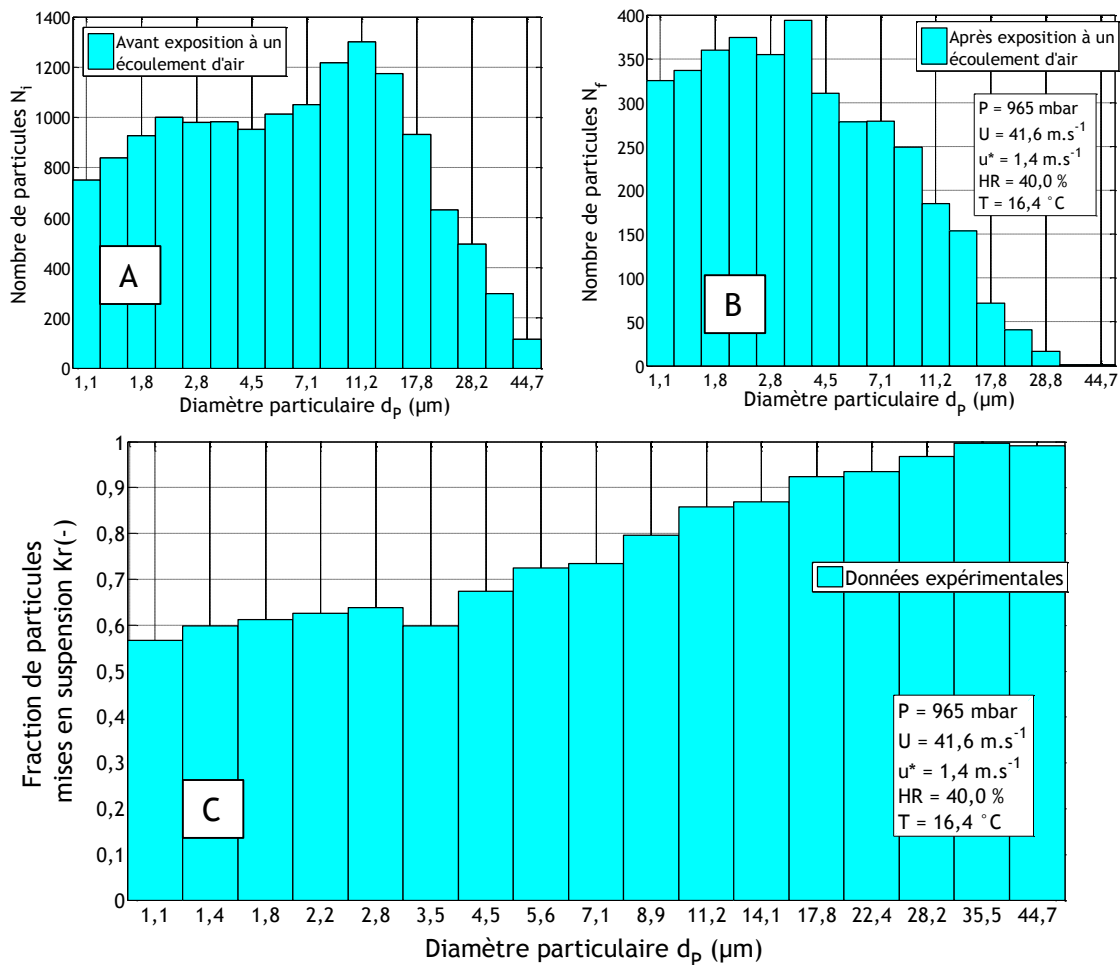 1400
1200
1000
800
600
400
200
0
Nombre de particules Ni
Avant exposition à un
écoulement d'air
A
1,1 1,8 2,8 4,5 7,1 11,2 17,8 28,2 44,7
Diamètre particulaire dP (µm)
400
350
300
250
200
150
100
50
0
Nombre de particules Nf
Après exposition à un
écoulement d'air
P = 965 mbar
U = 41,6 m.s-1
u* = 1,4 m.s-1
HR = 40,0 %
T = 16,4 °C
B
1,1 1,8 2,8 4,5 7,1 11,2 17,8 28,8 44,7
Diamètre particulaire dP (µm)
1
0,9
0,8
0,7
0,6
0,5
0,4
0,3
0,2
0,1
0
Fraction de particules
mises en suspension Kr(-)
Données expérimentales
P = 965 mbar
U = 41,6 m.s-1
u* = 1,4 m.s-1
HR = 40,0 %
T = 16,4 °C
C
1,1 1,4 1,8 2,2 2,8 3,5 4,5 5,6 7,1 8,9 11,2 14,1 17,8 22,4 28,2 35,5 44,7
Diamètre particulaire dP (µm)